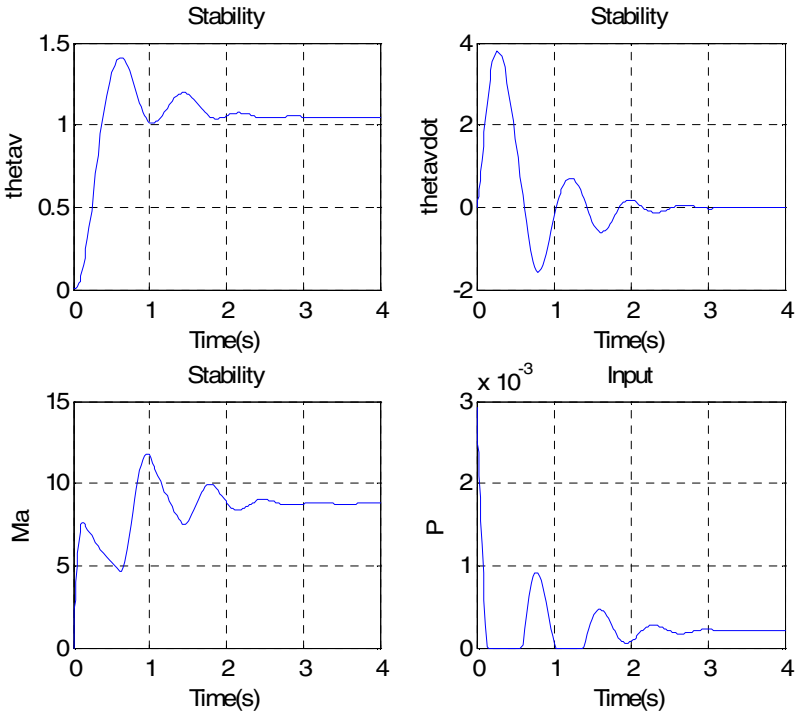 Stability
1.5
1
0.5
0
thetav
0 1 2 3 4
Time(s)
Stability
4
2
0
-2
thetavdot
0 1 2 3 4
Time(s)
Stability
15
10
5
0
Ma
0 1 2 3 4
Time(s)
x 10^-3
Input
3
2
1
0
P
0 1 2 3 4
Time(s)